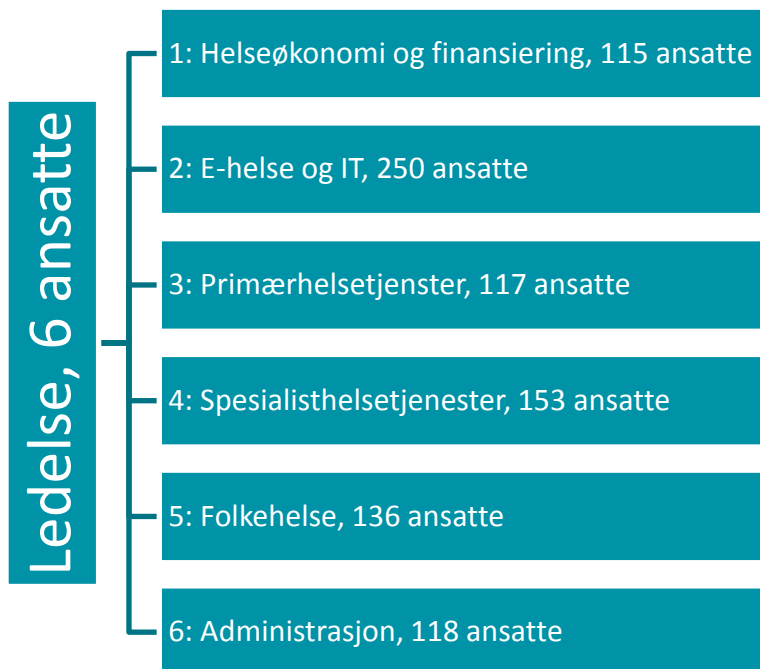 Ledelse, 6 ansatte
1: Helseøkonomi og finansiering, 115 ansatte
2: E-helse og IT, 250 ansatte
3: Primærhelsetjenster, 117 ansatte
4: Spesialisthelsetjenester, 153 ansatte
5: Folkehelse, 136 ansatte
6: Administrasjon, 118 ansatte